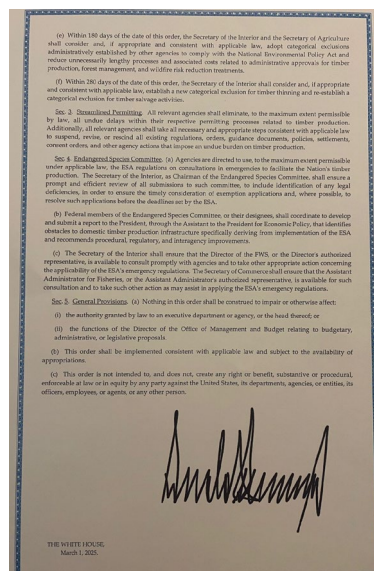 (e) Within 180 days of the date of this order, the Secretary of the Interior and the Secretary of Agriculture
shall consider and, if appropriate and consistent with applicable law, adopt categorical exclusions
administratively established by other agencies to comply with the National Environmental Policy Act and
reduce unnecessarily lengthy processes and associated costs related to administrative approvals for timber
production, forest management, and wildfire risk reduction treatments.
(f) Within 280 days of the date of this order, the Secretary of the Interior shall consider and, if appropriate
and consistent with applicable law, establish a new categorical exclusion for timber thinning and re-establish a
categorical exclusion for timber salvage activities.
Sec. 3. Streamlined Permitting. All relevant agencies shall eliminate, to the maximum extent permissible
by law, all undue delays within their respective permitting processes related to timber production.
Additionally, all relevant agencies shall take all necessary and appropriate steps consistent with applicable law
to suspend, revise, or rescind all existing regulations, orders, guidance documents, policies, settlements,
consent orders, and other agency actions that impose an undue burden on timber production.
Sec. 4. Endangered Species Committee. (a) Agencies are directed to use, to the maximum extent permissible
under applicable law, the ESA regulations on consultations in emergencies to facilitate the Nation's timber
production. The Secretary of the Interior, as Chairman of the Endangered Species Committee, shall ensure a
prompt and efficient review of all submissions to such committee, to include identification of any legal
deficiencies, in order to ensure the timely consideration of exemption applications and, where possible, to
resolve such applications before the deadlines set by the ESA.
(b) Federal members of the Endangered Species Committee, or their designees, shall coordinate to develop
and submit a report to the President, through the Assistant to the President for Economic Policy, that identifies
obstacles to domestic timber production infrastructure specifically deriving from implementation of the ESA
and recommends procedural, regulatory, and interagency improvements.
(c) The Secretary of the Interior shall ensure that the Director of the FWS, or the Director's authorized
representative, is available to consult promptly with agencies and to take other appropriate action concerning
the applicability of the ESA's emergency regulations. The Secretary of Commerce shall ensure that the Assistant
Administrator for Fisheries, or the Assistant Administrator's authorized representative, is available for such
consultation and to take such other action as may assist in applying the ESA's emergency regulations.
Sec. 5. General Provisions. (a) Nothing in this order shall be construed to impair or otherwise affect:
(i) the authority granted by law to an executive department or agency, or the head thereof; or
(ii) the functions of the Director of the Office of Management and Budget relating to budgetary,
administrative, or legislative proposals.
(b) This order shall be implemented consistent with applicable law and subject to the availability of
appropriations.
(c) This order is not intended to, and does not, create any right or benefit, substantive or procedural,
enforceable at law or in equity by any party against the United States, its departments, agencies, or entities, its
officers, employees, or agents, or any other person.
THE WHITE HOUSE,
March 1, 2025.